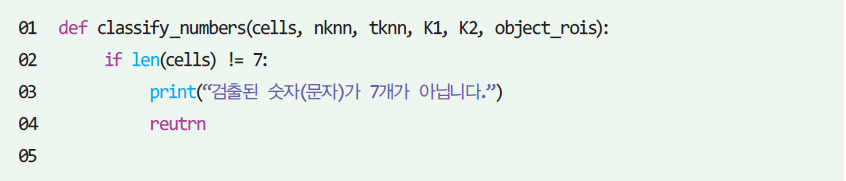 01 def classify_numbers(cells, nknn, tknn, K1, K2, object_rois):
02 if len(cells) != 7:
03 print(“검출된 숫자(문자)가 7개가 아닙니다.”)
04 reutrn
05